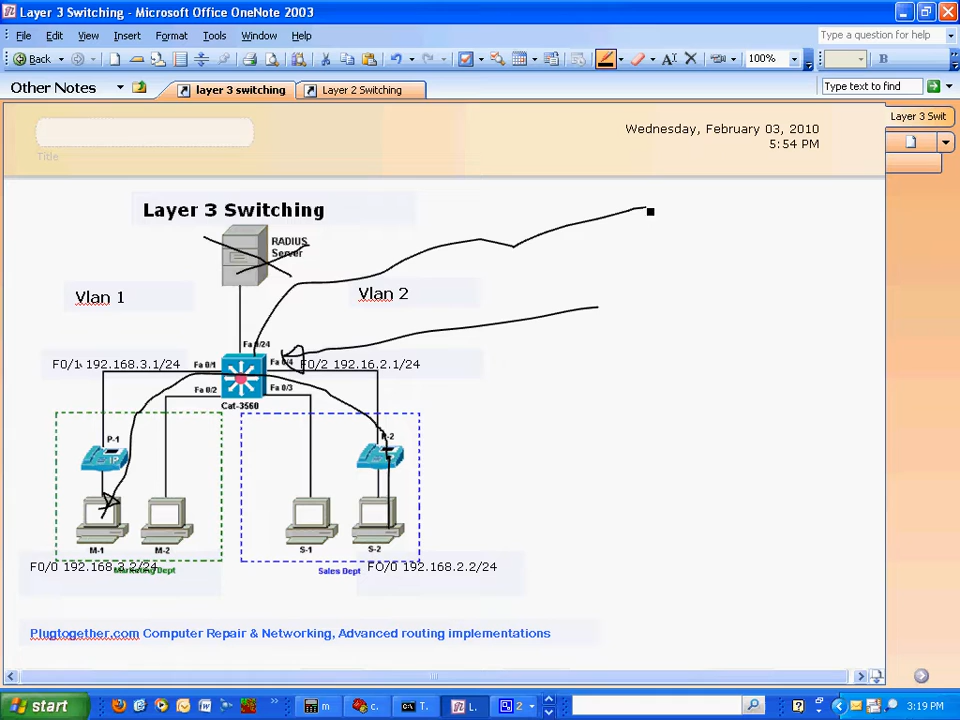 Layer 3 Switching - Microsoft Office OneNote 2003
File Edit View Insert Format Tools Window Help
Type a question for help
Back
100%
B
Other Notes
layer 3 switching
Layer 2 Switching
Type text to find
Layer 3 Swit
Wednesday, February 03, 2010
5:54 PM
Title
Layer 3 Switching
RADIUS
Server
Vlan 1
Vlan 2
Fa 0/24
F0/1 192.168.3.1/24
Fa 0/1
Fa 0/4
F0/2 192.16.2.1/24
Fa 0/2
Fa 0/3
Cat-3560
P-1
P-2
M-1
M-2
S-1
S-2
F0/0 192.168.3.2/24
Marketing Dept
Sales Dept
FO/0 192.168.2.2/24
Plugtogether.com Computer Repair & Networking, Advanced routing implementations
start
m
c.
T.
L.
2
3:19 PM